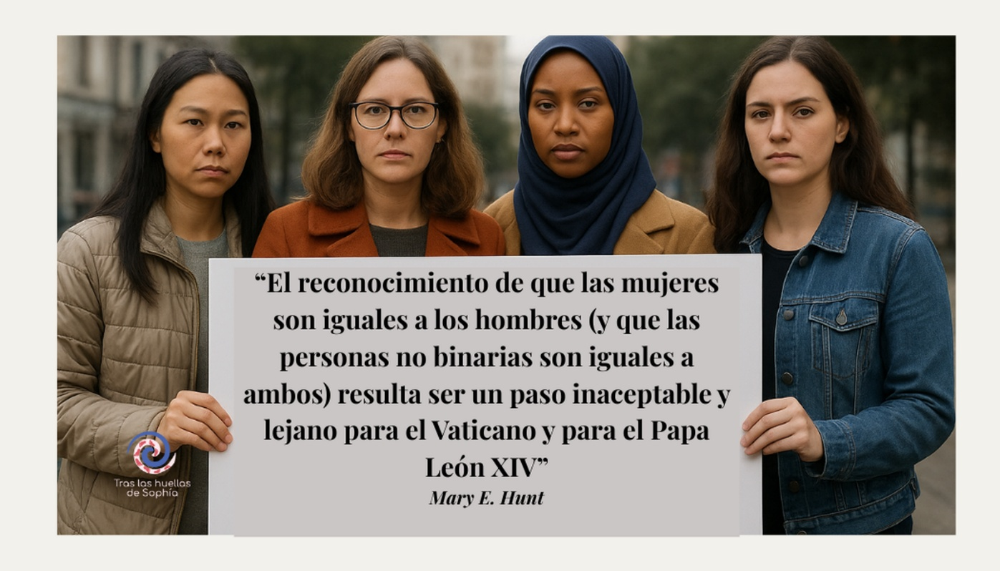 “El reconocimiento de que las mujeres
son iguales a los hombres (y que las
personas no binarias son iguales a
ambos) resulta ser un paso inaceptable y
lejano para el Vaticano y para el Papa
León XIV”
Mary E. Hunt
Tras las huellas
de Sophía